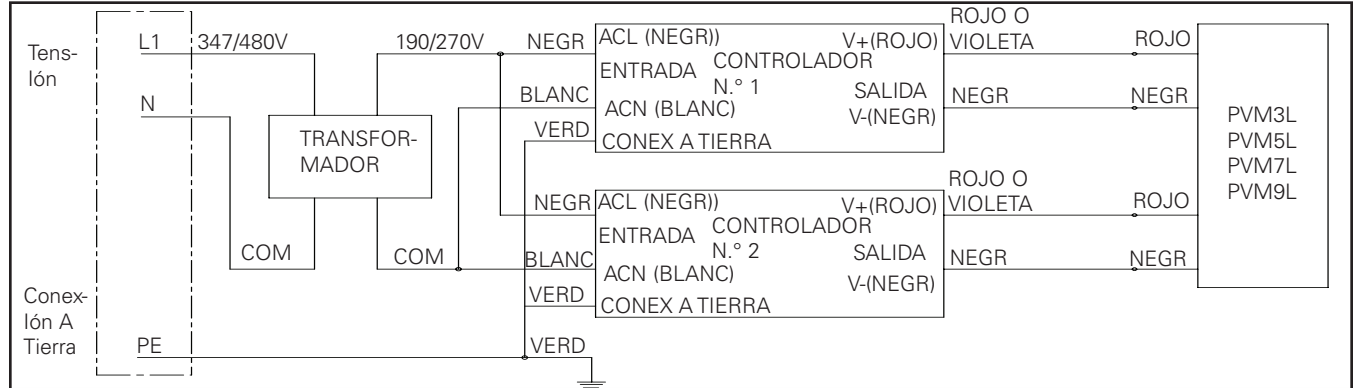 Tens-
lón
L1
347/480V
N
TRANSFOR-
MADOR
COM
190/270V
COM
NEGR
BLANC
VERD
ACL (NEGR))
ENTRADA
CONTROLADOR
N.° 1
ACN (BLANC)
CONEX A TIERRA
V+(ROJO)
SALIDA
V-(NEGR)
ROJO O
VIOLETA
ROJO
NEGR
NEGR
NEGR
BLANC
VERD
ACL (NEGR))
ENTRADA
CONTROLADOR
N.° 2
ACN (BLANC)
CONEX A TIERRA
V+(ROJO)
SALIDA
V-(NEGR)
ROJO O
VIOLETA
ROJO
NEGR
NEGR
PVM3L
PVM5L
PVM7L
PVM9L
Conex-
lón A
Tierra
PE
VERD